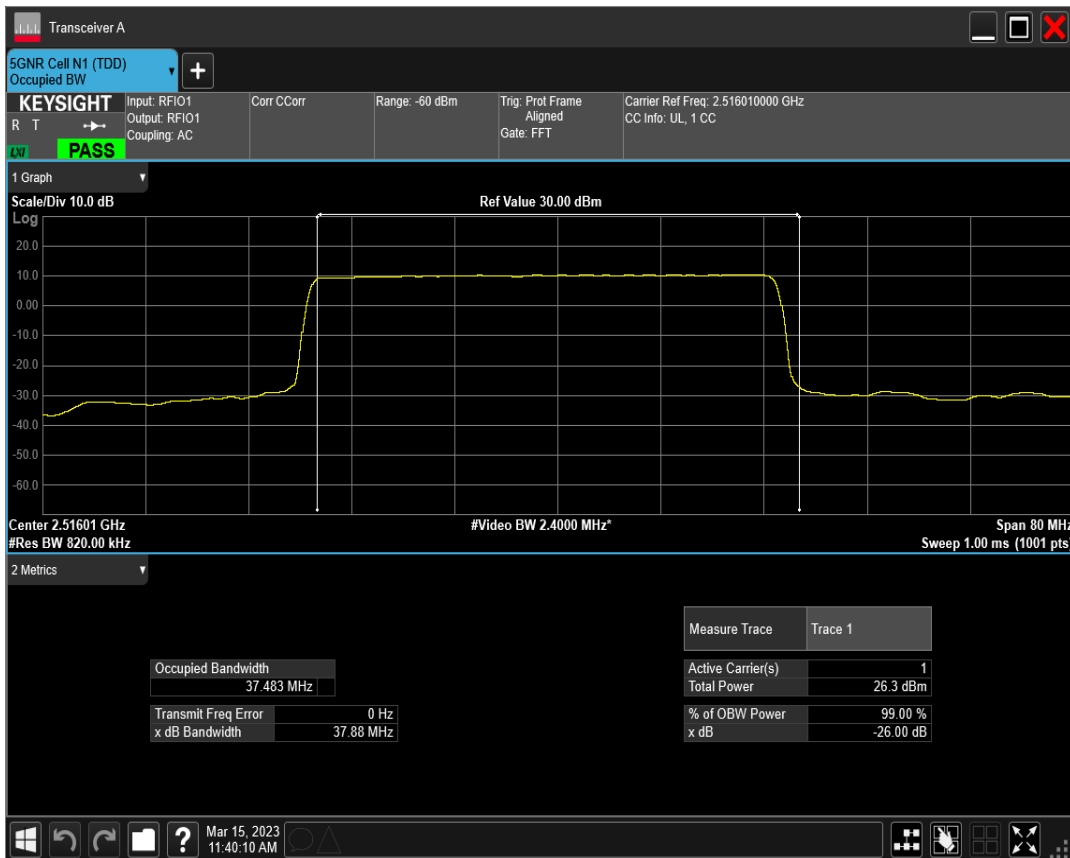 Transceiver A
5GNR Cell N1 (TDD)
Occupied BW
+
KEYSIGHT
R T
LXI
PASS
Input: RFIO1
Output: RFIO1
Coupling: AC
Corr CCorr
Range: -60 dBm
Trig: Prot Frame
Aligned
Gate: FFT
Carrier Ref Freq: 2.516010000 GHz
CC Info: UL, 1 CC
1 Graph
Scale/Div 10.0 dB
Ref Value 30.00 dBm
Log
20.0
10.0
0.00
-10.0
-20.0
-30.0
-40.0
-50.0
-60.0
Center 2.51601 GHz
#Video BW 2.4000 MHz*
Span 80 MHz
#Res BW 820.00 kHz
Sweep 1.00 ms (1001 pts)
2 Metrics
Measure Trace Trace 1
Occupied Bandwidth
37.483 MHz
Active Carrier(s) 1
Total Power 26.3 dBm
Transmit Freq Error 0 Hz
x dB Bandwidth 37.88 MHz
% of OBW Power 99.00 %
x dB -26.00 dB
?
Mar 15, 2023
11:40:10 AM